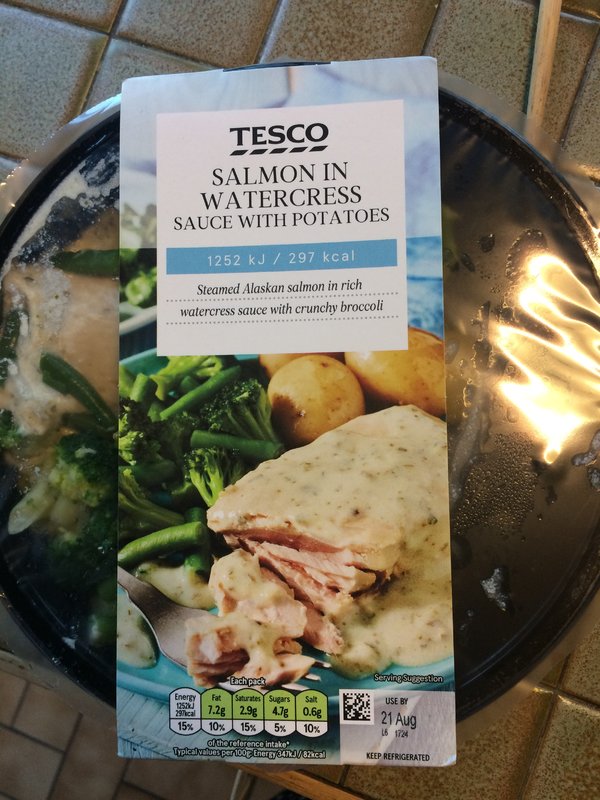 TESCO
SALMON IN
WATERCRESS
SAUCE WITH POTATOES
1252 kJ / 297 kcal
Steamed Alaskan salmon in rich
watercress sauce with crunchy broccoli
Each pack
Serving Suggestion
Energy
1252kJ
297kcal
15%
Fat
7.2g
10%
Saturates
2.9g
15%
Sugars
4.7g
5%
Salt
0.6g
10%
of the reference intake*
Typical values per 100g: Energy 347kJ / 82kcal
USE BY
21 Aug
L6 1724
KEEP REFRIGERATED